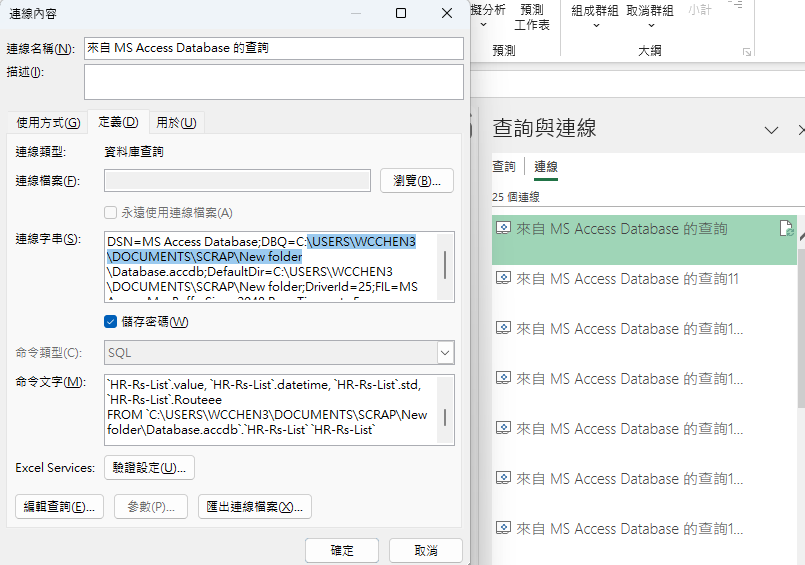 連線內容
連線名稱(N):
來自 MS Access Database 的查詢
描述(I):
使用方式(G)
定義(D)
用於(U)
連線類型:
資料庫查詢
連線檔案(F):
瀏覽(B)...
永遠使用連線檔案(A)
連線字串(S):
DSN=MS Access Database;DBQ=C:\USERS\WCCHEN3
\DOCUMENTS\SCRAP\New folder
\Database.accdb;DefaultDir=C:\USERS\WCCHEN3
\DOCUMENTS\SCRAP\New folder;DriverId=25;FIL=MS
儲存密碼(W)
命令類型(C):
SQL
命令文字(M):
`HR-Rs-List`.value, `HR-Rs-List`.datetime, `HR-Rs-List`.std,
`HR-Rs-List`.Routeee
FROM `C:\USERS\WCCHEN3\DOCUMENTS\SCRAP\New
folder\Database.accdb`.`HR-Rs-List` `HR-Rs-List`
Excel Services:
驗證設定(U)...
編輯查詢(E)...
參數(P)...
匯出連線檔案(X)...
確定
取消
擬分析
預測
工作表
預測
組成群組
取消群組
小計
大綱
查詢與連線
查詢
連線
25 個連線
來自 MS Access Database 的查詢
來自 MS Access Database 的查詢11
來自 MS Access Database 的查詢1...
來自 MS Access Database 的查詢1...
來自 MS Access Database 的查詢1...
來自 MS Access Database 的查詢1...
來自 MS Access Database 的查詢1...